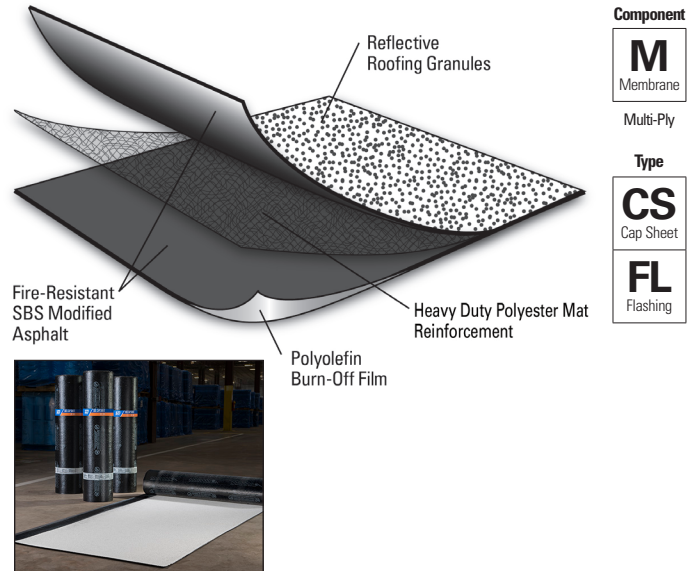 Reflective
Roofing Granules
Component
M
Membrane
Multi-Ply
Type
CS
Cap Sheet
FL
Flashing
Fire-Resistant
SBS Modified
Asphalt
Heavy Duty Polyester Mat
Reinforcement
Polyolefin
Burn-Off Film